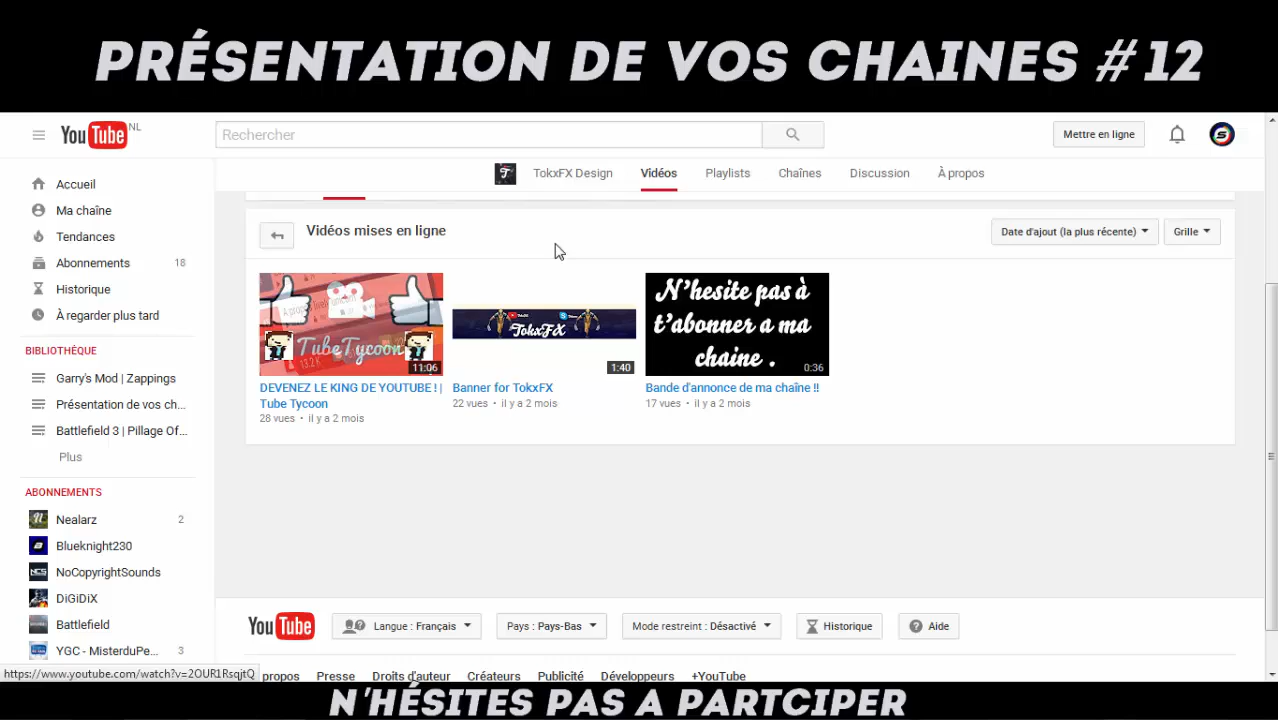 PRÉSENTATION DE VOS CHAINES #12
YouTube NL
Rechercher
Mettre en ligne
TokxFX Design
Vidéos
Playlists
Chaînes
Discussion
À propos
Accueil
Ma chaîne
Tendances
Abonnements 18
Historique
À regarder plus tard
BIBLIOTHÈQUE
Garry's Mod | Zappings
Présentation de vos ch...
Battlefield 3 | Pillage Of...
Plus
ABONNEMENTS
Nealarz 2
Blueknight230
NoCopyrightSounds
DiGiDiX
Battlefield
YGC - MisterduPe... 3
Vidéos mises en ligne
Date d'ajout (la plus récente)
Grille
TubeTycoon
13.2 K
11:06
DEVENEZ LE KING DE YOUTUBE ! |
Tube Tycoon
28 vues • il y a 2 mois
TokxFX
1:40
Banner for TokxFX
22 vues • il y a 2 mois
N'hesite pas à
t'abonner a ma
chaine .
0:36
Bande d'annonce de ma chaîne !!
17 vues • il y a 2 mois
YouTube
Langue : Français
Pays : Pays-Bas
Mode restreint : Désactivé
Historique
Aide
https://www.youtube.com/watch?v=2OUR1RsqjtQ
propos
Presse
Droits d'auteur
Créateurs
Publicité
Développeurs
+YouTube
N'HÉSITES PAS A PARTCIPER